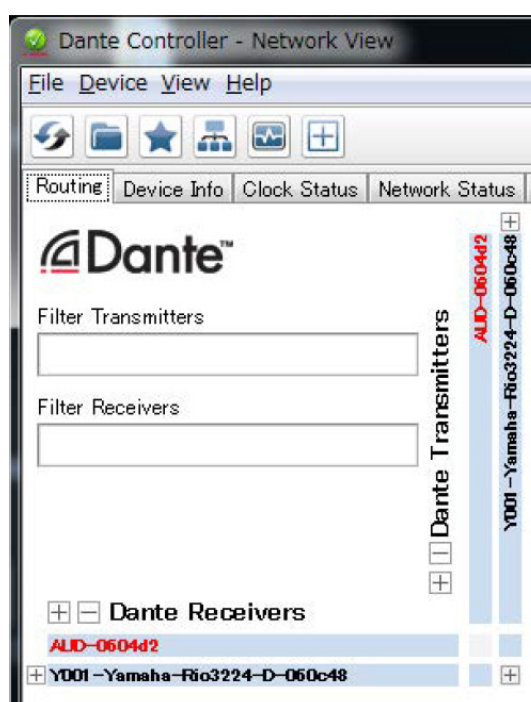 Dante Controller - Network View
File Device View Help
Routing Device Info Clock Status Network Status
Dante™
Filter Transmitters
Filter Receivers
Dante Transmitters
AUD-0604d2
Y001-Yamaha-Rio3224-D-060c48
Dante Receivers
AUD-0604d2
Y001-Yamaha-Rio3224-D-060c48